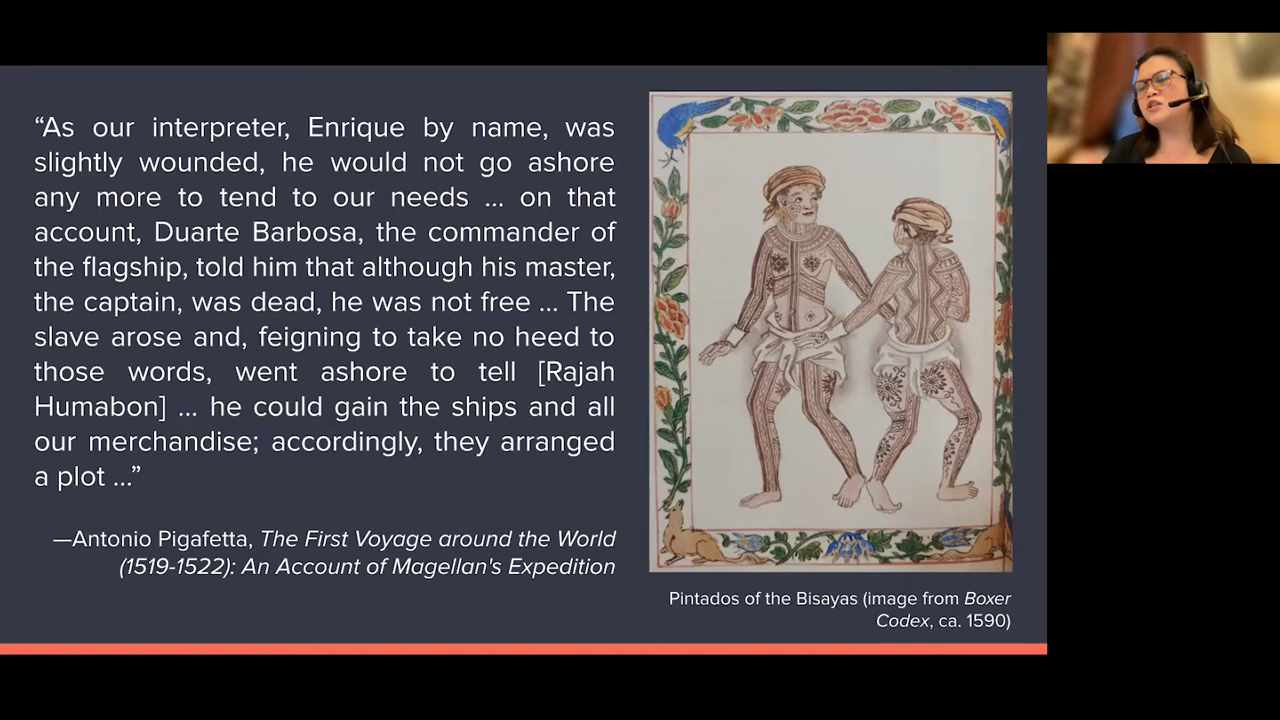 “As our interpreter, Enrique by name, was
slightly wounded, he would not go ashore
any more to tend to our needs ... on that
account, Duarte Barbosa, the commander of
the flagship, told him that although his master,
the captain, was dead, he was not free ... The
slave arose and, feigning to take no heed to
those words, went ashore to tell [Rajah
Humabon] ... he could gain the ships and all
our merchandise; accordingly, they arranged
a plot ...”
—Antonio Pigafetta, The First Voyage around the World
(1519-1522): An Account of Magellan's Expedition
Pintados of the Bisayas (image from Boxer
Codex, ca. 1590)